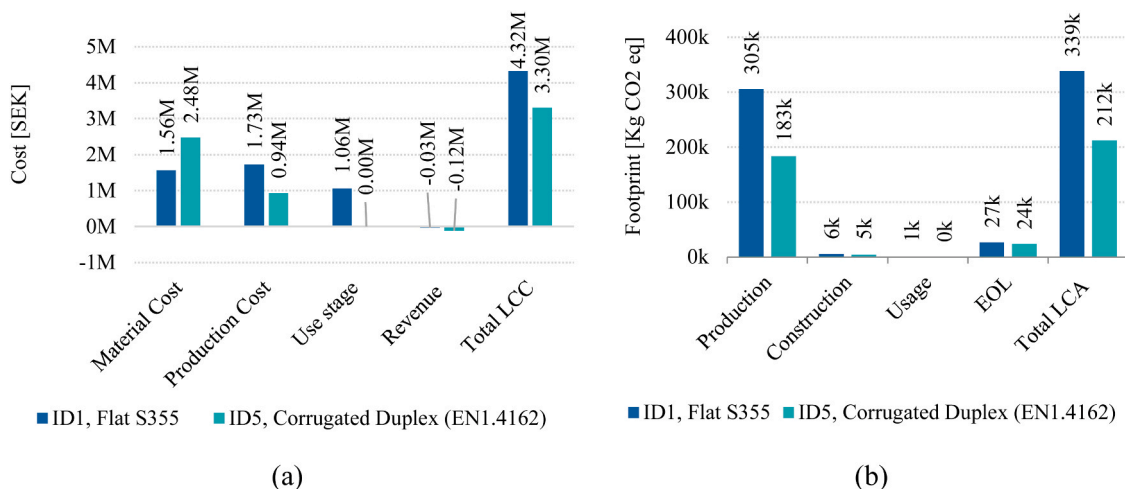 Cost [SEK]
5M
4M
3M
2M
1M
0M
-1M
1.56M
2.48M
1.73M
0.94M
1.06M
0.00M
-0.03M
-0.12M
4.32M
3.30M
Material Cost
Production Cost
Use stage
Revenue
Total LCC
ID1, Flat S355
ID5, Corrugated Duplex (EN1.4162)
(a)
Footprint [Kg CO2 eq]
400k
300k
200k
100k
0k
305k
183k
6k
5k
1k
0k
27k
24k
339k
212k
Production
Construction
Usage
EOL
Total LCA
ID1, Flat S355
ID5, Corrugated Duplex (EN1.4162)
(b)